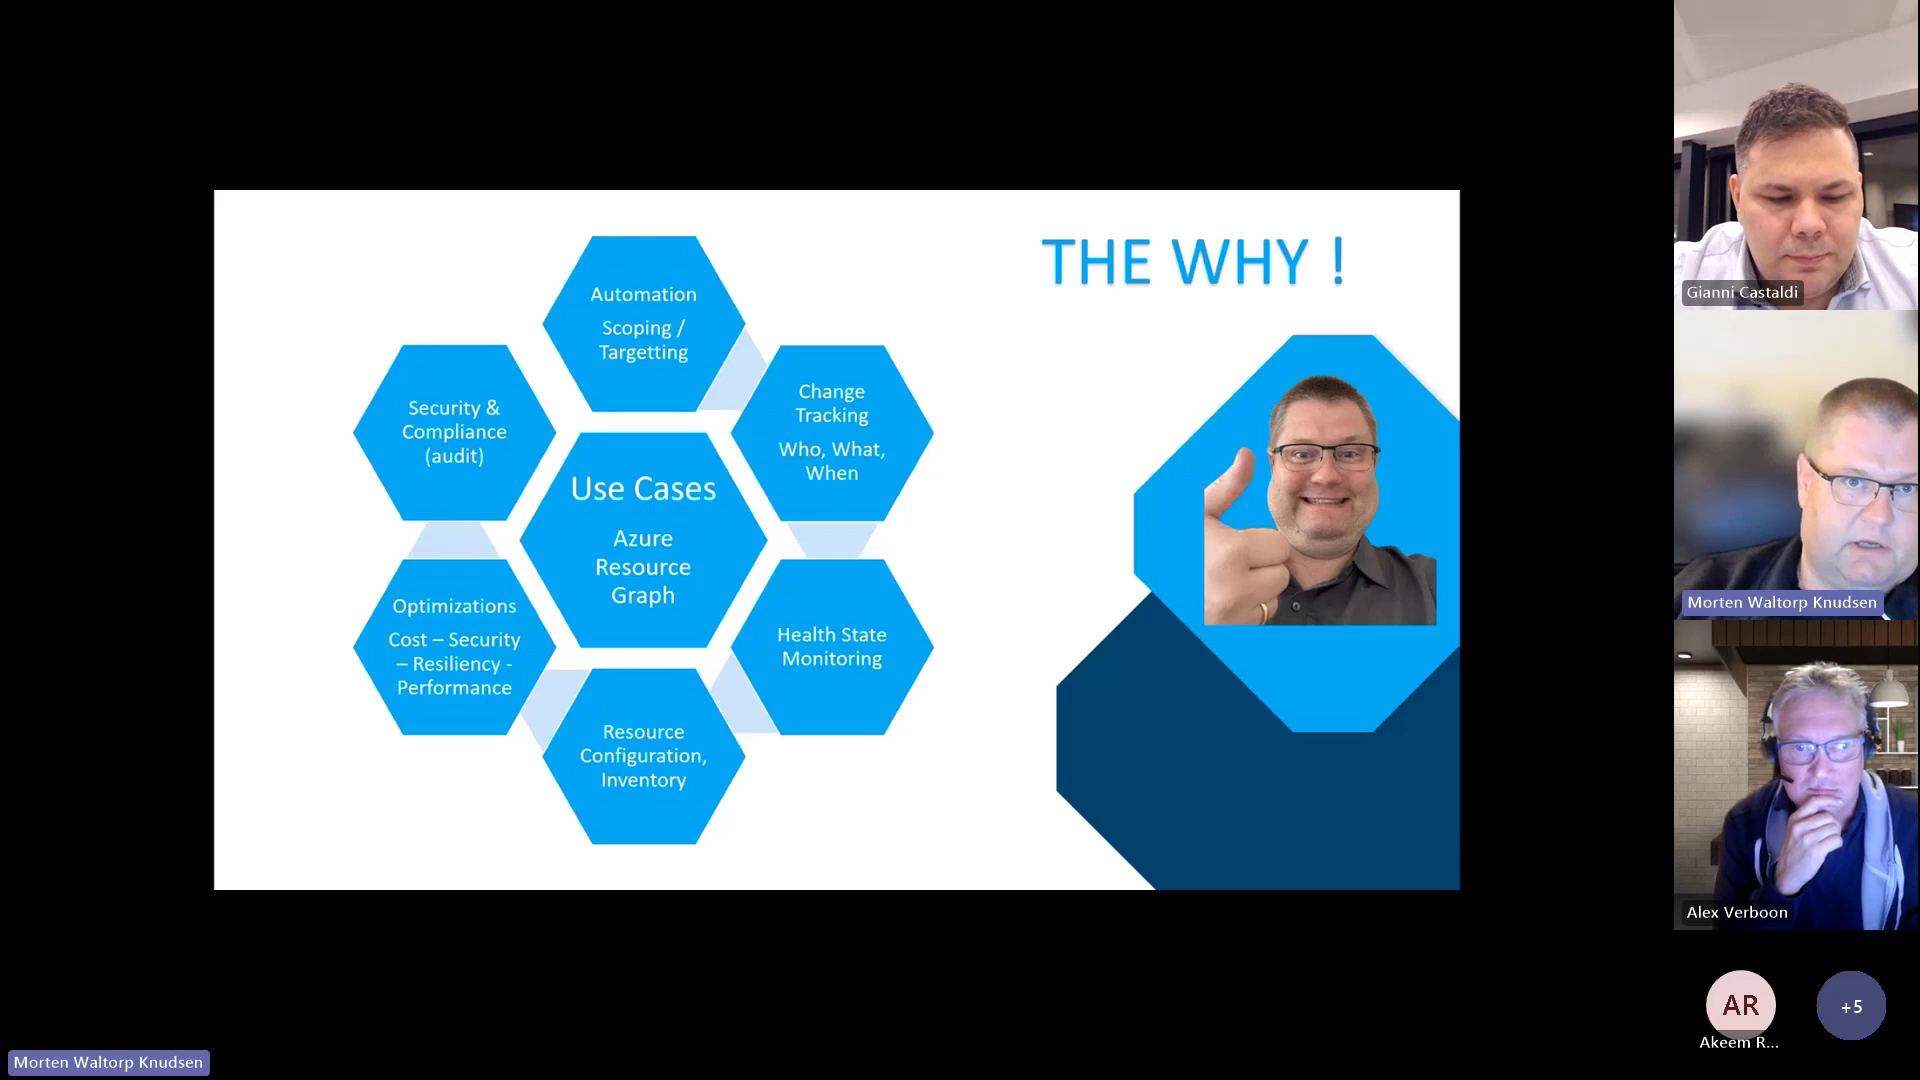 THE WHY !
Automation
Scoping /
Targetting
Change
Tracking
Who, What,
When
Security &
Compliance
(audit)
Use Cases
Azure
Resource
Graph
Optimizations
Cost – Security
– Resiliency -
Performance
Health State
Monitoring
Resource
Configuration,
Inventory
Gianni Castaldi
Morten Waltorp Knudsen
Alex Verboon
AR
+5
Akeem R...
Morten Waltorp Knudsen